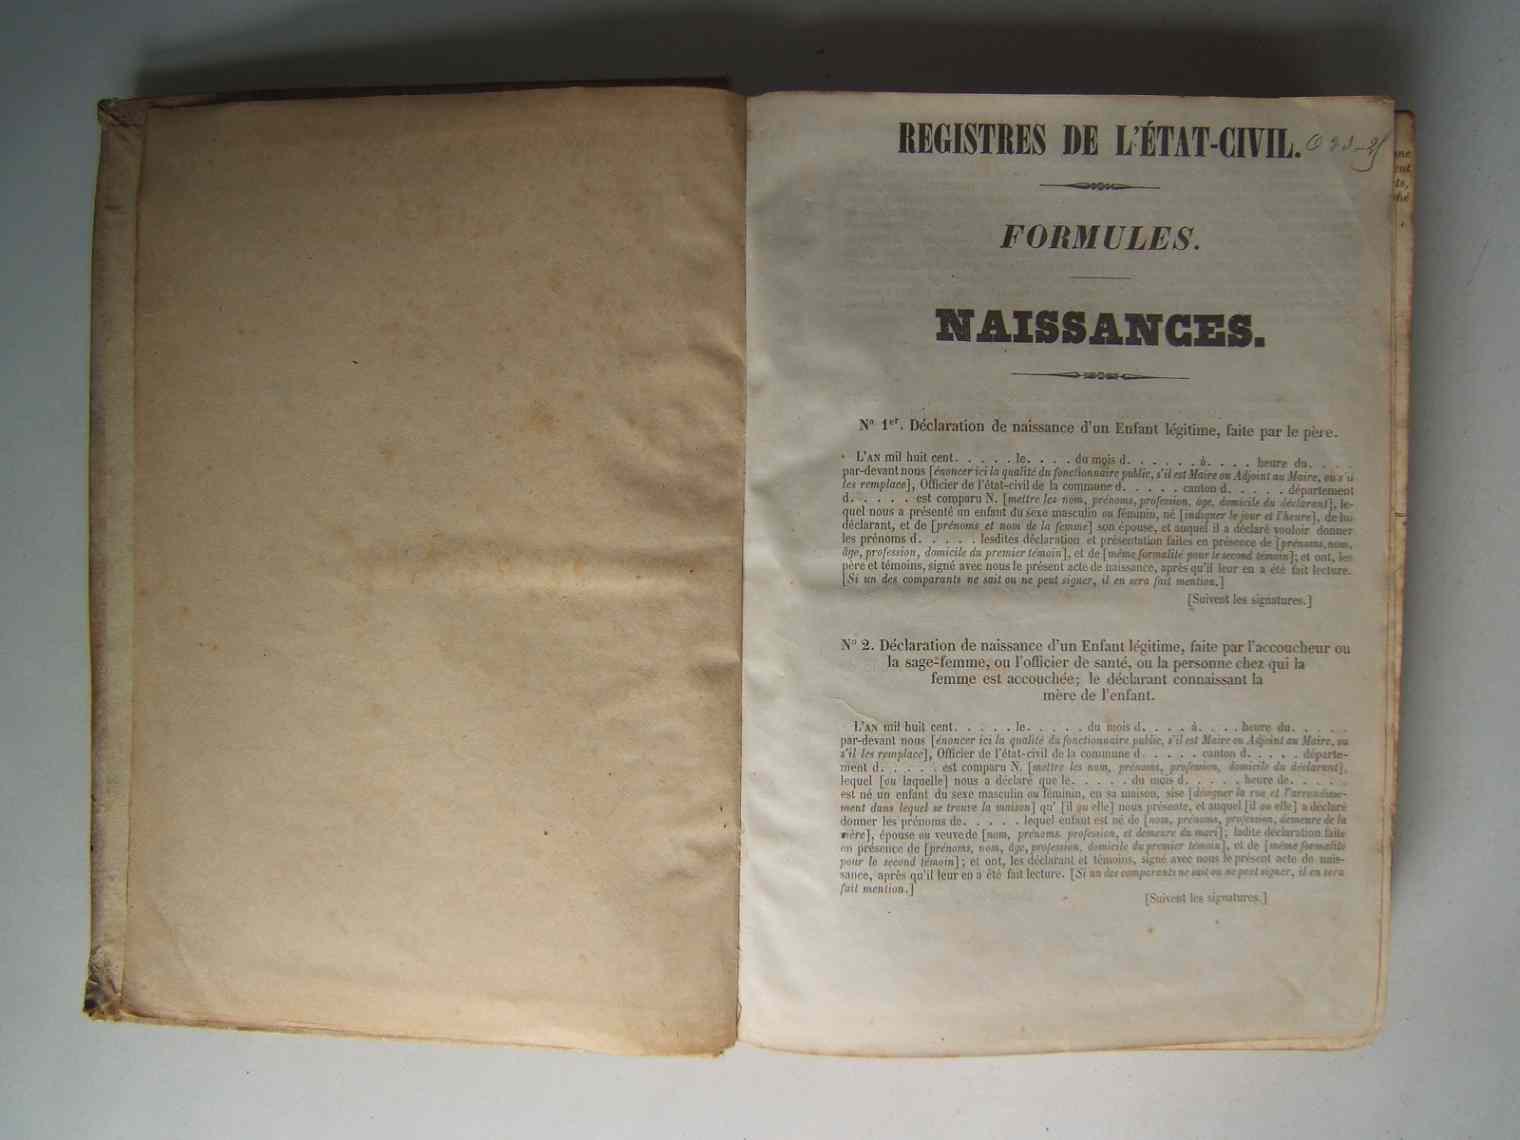 REGISTRES DE L'ÉTAT-CIVIL.
FORMULES.
NAISSANCES.
N° 1er. Déclaration de naissance d'un Enfant légitime, faite par le père.
L'AN mil huit cent. . . . . le. . . . du mois d. . . . . . à. . . . heure du. . . .
par-devant nous [énoncer ici la qualité du fonctionnaire public, s'il est Maire ou Adjoint au Maire, ou s'il
les remplace], Officier de l'état-civil de la commune d. . . . . canton d. . . . . département
d. . . . . est comparu N. [mettre les nom, prénoms, profession, âge, domicile du déclarant], le-
quel nous a présenté un enfant du sexe masculin ou féminin, né [indiquer le jour et l'heure], de lui
déclarant, et de [prénoms et nom de la femme] son épouse, et auquel il a déclaré vouloir donner
les prénoms d. . . . . lesdites déclaration et présentation faites en présence de [prénoms, nom,
âge, profession, domicile du premier témoin], et de [même formalité pour le second témoin]; et ont, les
père et témoins, signé avec nous le présent acte de naissance, après qu'il leur en a été fait lecture.
[Si un des comparants ne sait ou ne peut signer, il en sera fait mention.]
[Suivent les signatures.]
N° 2. Déclaration de naissance d'un Enfant légitime, faite par l'accoucheur ou
la sage-femme, ou l'officier de santé, ou la personne chez qui la
femme est accouchée; le déclarant connaissant la
mère de l'enfant.
L'AN mil huit cent. . . . . le. . . . . du mois d. . . . à. . . . heure du. . . . .
par-devant nous [énoncer ici la qualité du fonctionnaire public, s'il est Maire ou Adjoint au Maire, ou
s'il les remplace], Officier de l'état-civil de la commune d. . . . . canton d. . . . . départe-
ment d. . . . . est comparu N. [mettre les nom, prénoms, profession, domicile du déclarant],
lequel [ou laquelle] nous a déclaré que le. . . . . du mois d. . . . . heure de. . . . .
est né un enfant du sexe masculin ou féminin, en sa maison, sise [désigner la rue et l'arrondisse-
ment dans lequel se trouve la maison] qu' [il ou elle] nous présente, et auquel [il ou elle] a déclaré
donner les prénoms de. . . . . lequel enfant est né de [nom, prénoms, profession, demeure de la
mère], épouse ou veuve de [nom, prénoms, profession, et demeure du mari]; ladite déclaration faite
en présence de [prénoms, nom, âge, profession, domicile du premier témoin], et de [même formalité
pour le second témoin]; et ont, les déclarant et témoins, signé avec nous le présent acte de nais-
sance, après qu'il leur en a été fait lecture. [Si un des comparants ne sait ou ne peut signer, il en sera
fait mention.]
[Suivent les signatures.]